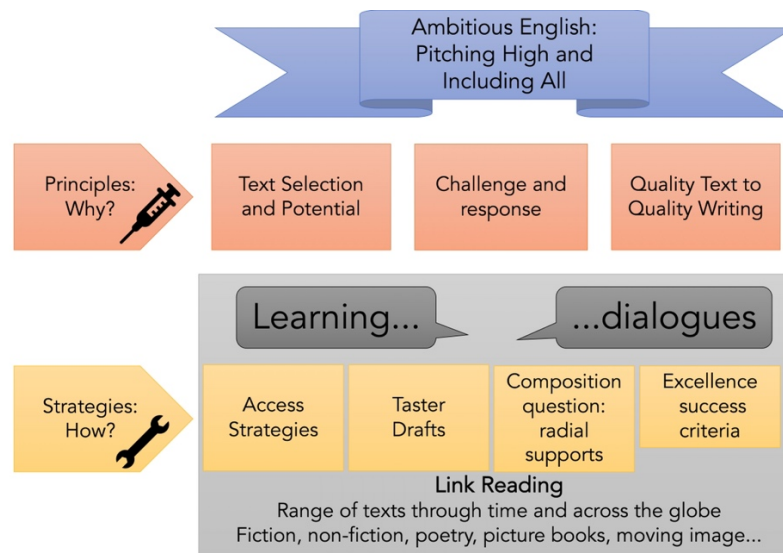 Ambitious English:
Pitching High and
Including All
Principles:
Why?
Text Selection
and Potential
Challenge and
response
Quality Text to
Quality Writing
Learning...
...dialogues
Strategies:
How?
Access
Strategies
Taster
Drafts
Composition
question:
radial
supports
Excellence
success
criteria
Link Reading
Range of texts through time and across the globe
Fiction, non-fiction, poetry, picture books, moving image...